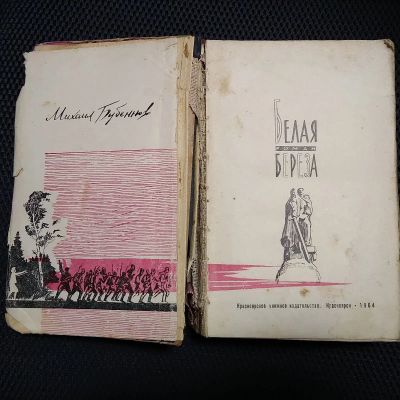 Михаил Бубеннов
Белая
роман
береза
Красноярское книжное издательство. Красноярск • 1964